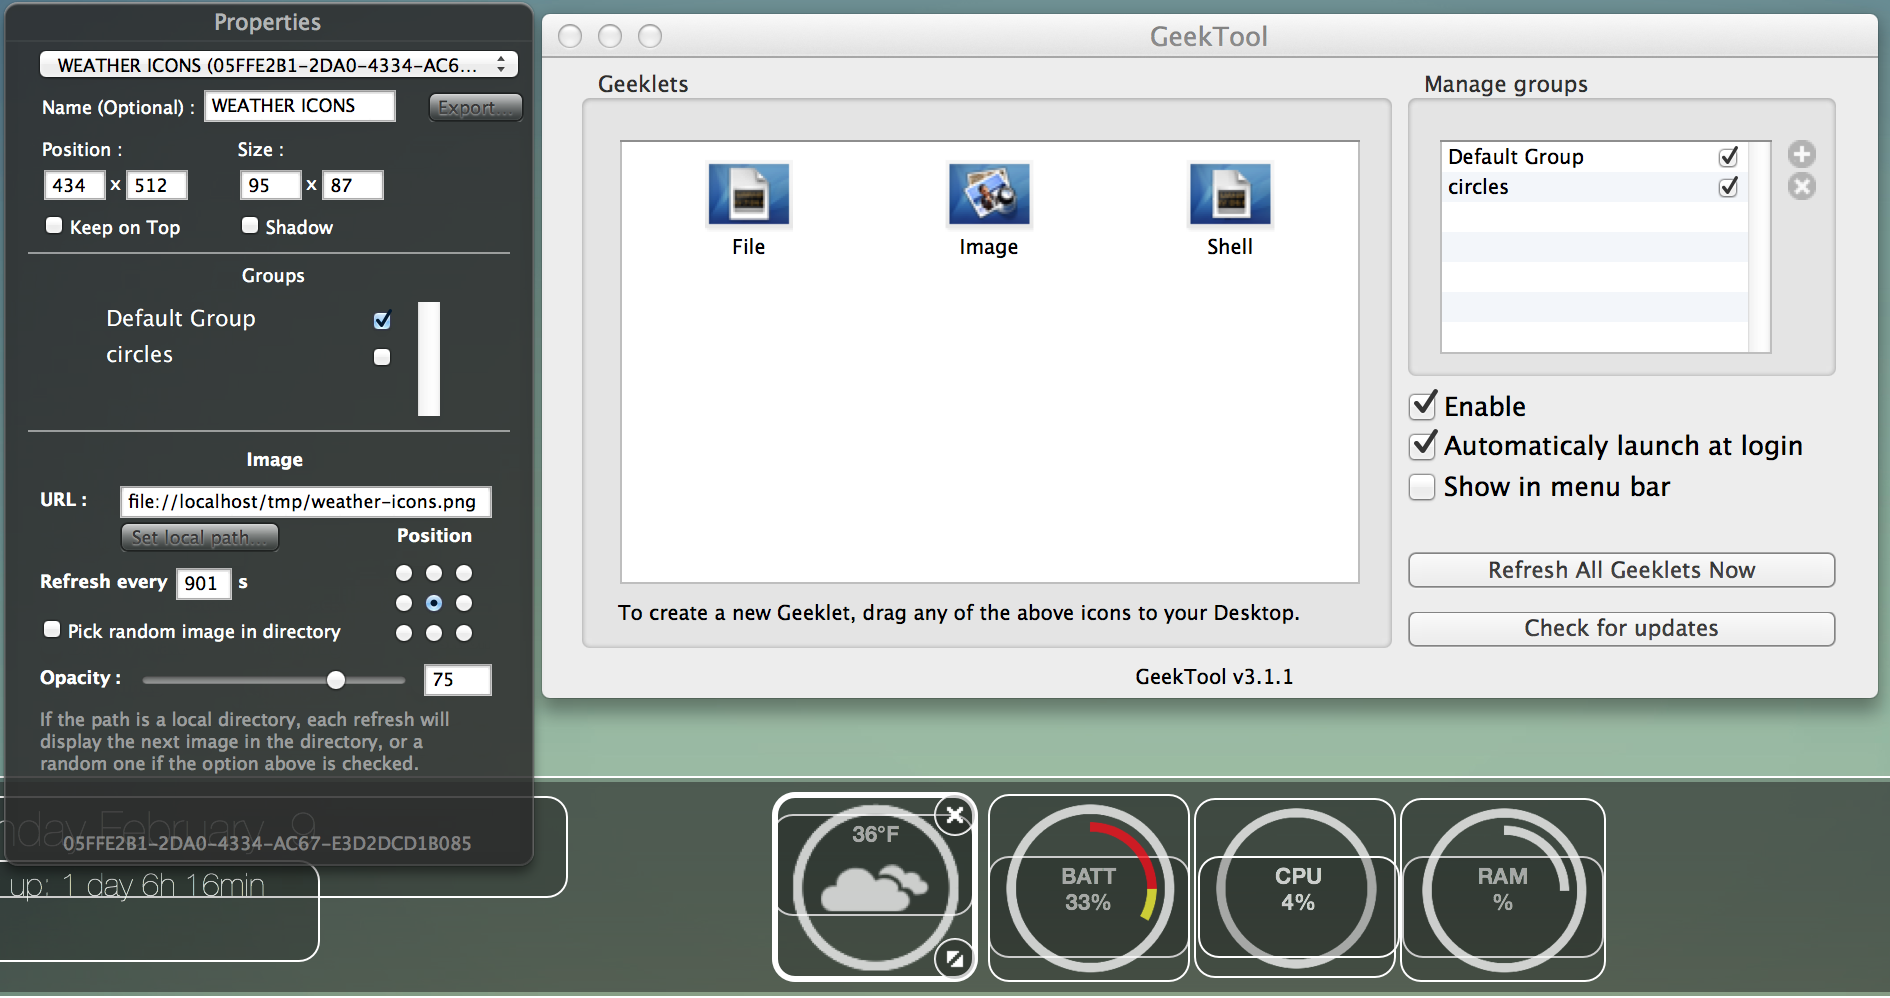 Properties
WEATHER ICONS (05FFE2B1-2DA0-4334-AC6...
Name (Optional) : WEATHER ICONS Export...
Position : Size :
434 x 512 95 x 87
Keep on Top Shadow
Groups
Default Group
circles
Image
URL : file://localhost/tmp/weather-icons.png
Set local path...
Position
Refresh every 901 s
Pick random image in directory
Opacity : 75
If the path is a local directory, each refresh will
display the next image in the directory, or a
random one if the option above is checked.
05FFE2B1-2DA0-4334-AC67-E3D2DCD1B085
GeekTool
Geeklets
File Image Shell
To create a new Geeklet, drag any of the above icons to your Desktop.
Manage groups
Default Group
circles
Enable
Automaticaly launch at login
Show in menu bar
Refresh All Geeklets Now
Check for updates
GeekTool v3.1.1
nday February 9
up: 1 day 6h 16min
36°F
BATT
33%
CPU
4%
RAM
%